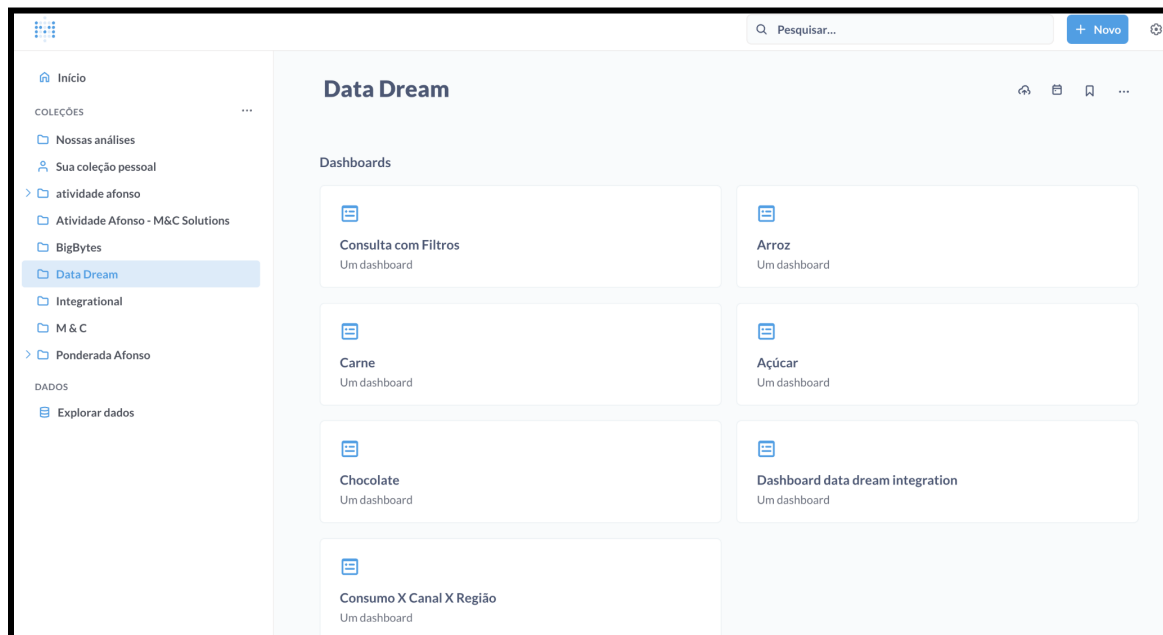 Pesquisar...
+ Novo
Início
COLEÇÕES
...
Nossas análises
Sua coleção pessoal
atividade afonso
Atividade Afonso - M&C Solutions
BigBytes
Data Dream
Integrational
M & C
Ponderada Afonso
DADOS
Explorar dados
Data Dream
...
Dashboards
Consulta com Filtros
Um dashboard
Arroz
Um dashboard
Carne
Um dashboard
Açúcar
Um dashboard
Chocolate
Um dashboard
Dashboard data dream integration
Um dashboard
Consumo X Canal X Região
Um dashboard